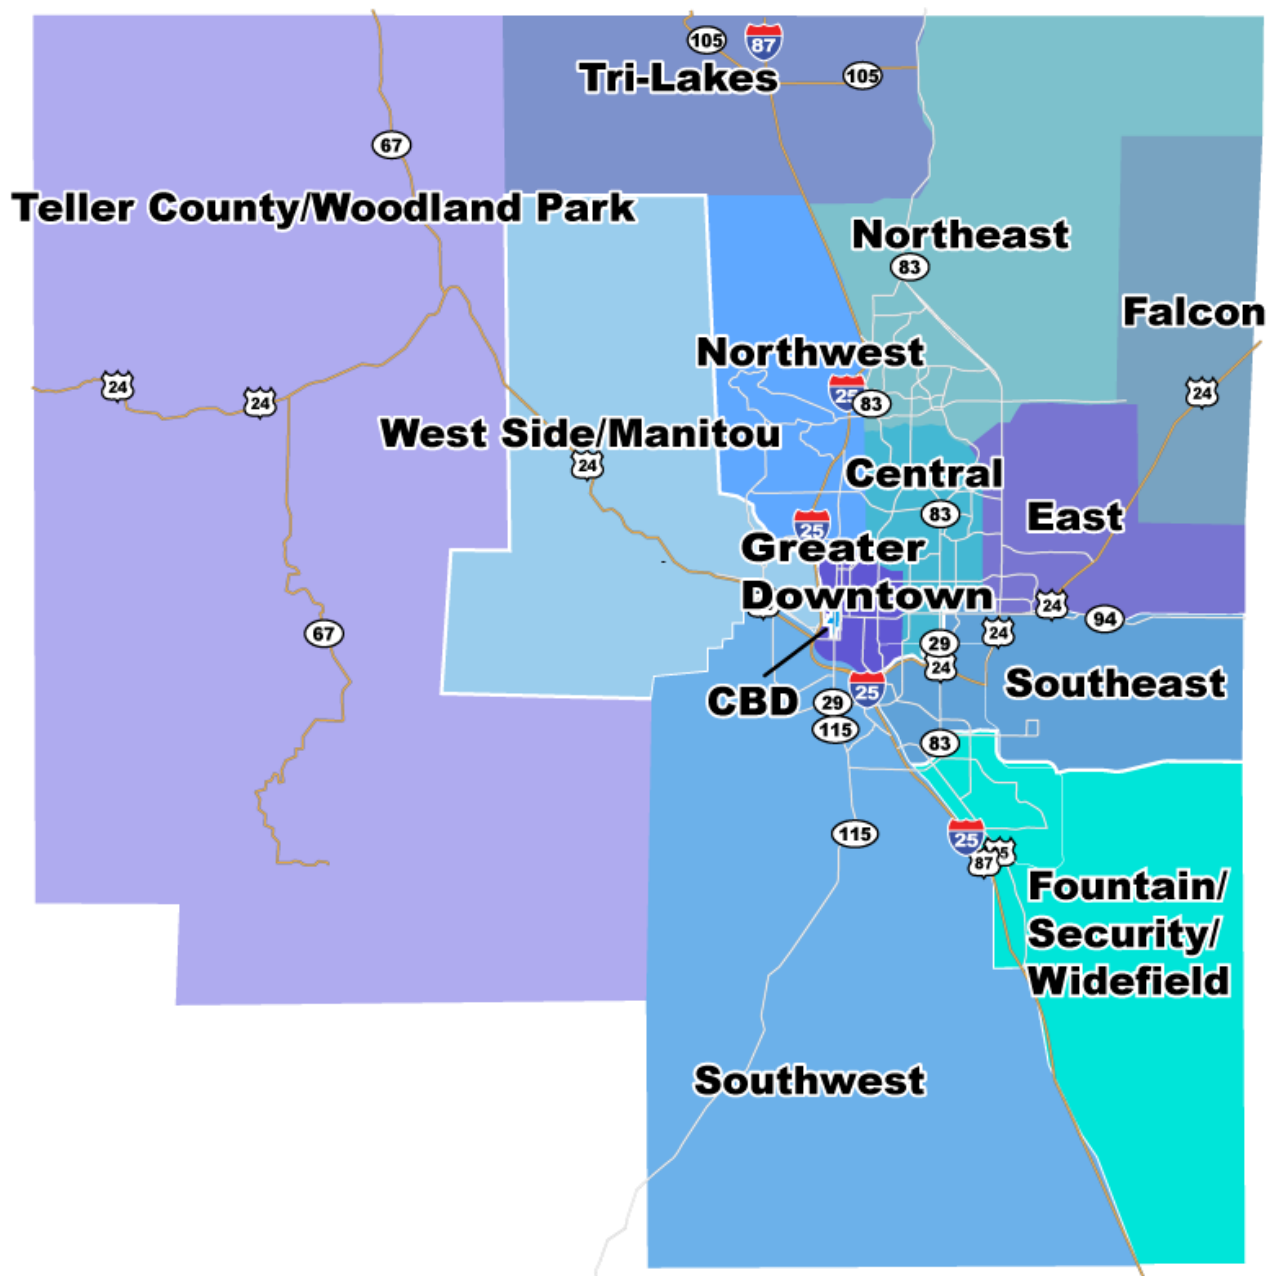 105
87
Tri-Lakes
105
67
Teller County/Woodland Park
Northeast
83
Falcon
Northwest
24
24
25
83
24
West Side/Manitou
24
Central
83
East
25
Greater
Downtown
24
94
24
29
24
CBD
25
Southeast
67
29
115
83
115
25
87
Fountain/
Security/
Widefield
Southwest